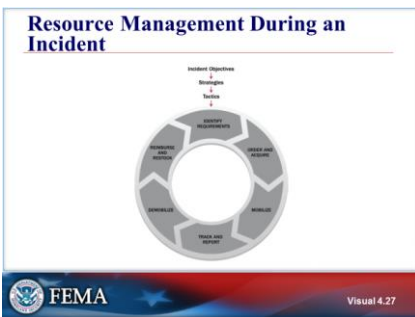 Resource Management During an
Incident
Incident Objectives
Strategies
Tactics
IDENTIFY
REQUIREMENTS
ORDER AND
ACQUIRE
MOBILIZE
TRACK AND
REPORT
DEMOBILIZE
REIMBURSE
AND
RESTOCK
FEMA
Visual 4.27